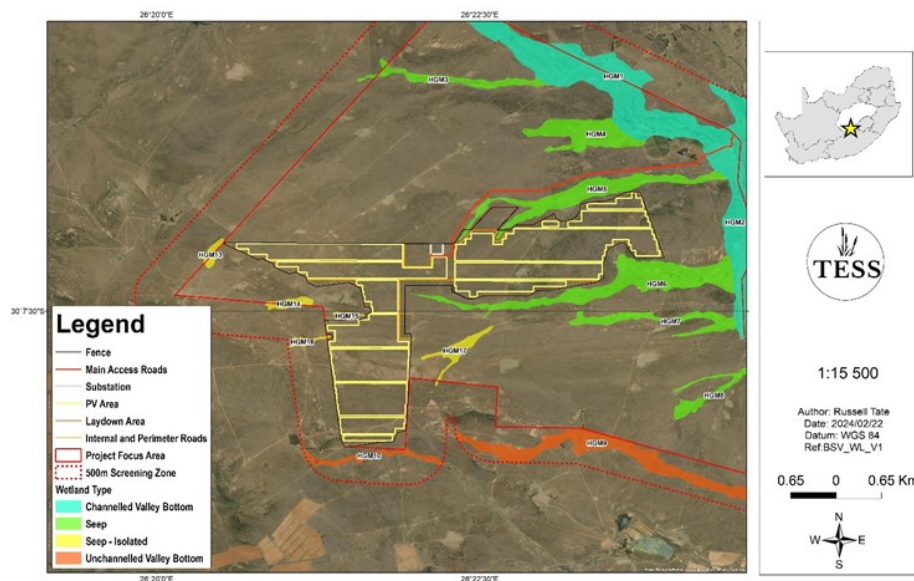 26°20'0"E
26°22'30"E
HGM3
HGM1
HGM4
HGM5
HGM2
HGM13
HGM6
30°7'30"S
HGM14
HGM15
HGM7
HGM17
HGM8
HGM9
HGM10
Legend
Fence
Main Access Roads
Substation
PV Area
Laydown Area
Internal and Perimeter Roads
Project Focus Area
500m Screening Zone
Wetland Type
Channelled Valley Bottom
Seep
Seep - Isolated
Unchannelled Valley Bottom
26°20'0"E
26°22'30"E
TESS
1:15 500
Author: Russell Tate
Date: 2024/02/22
Datum: WGS 84
Ref:BSV_WL_V1
0.65 0 0.65 Km
N
W E
S